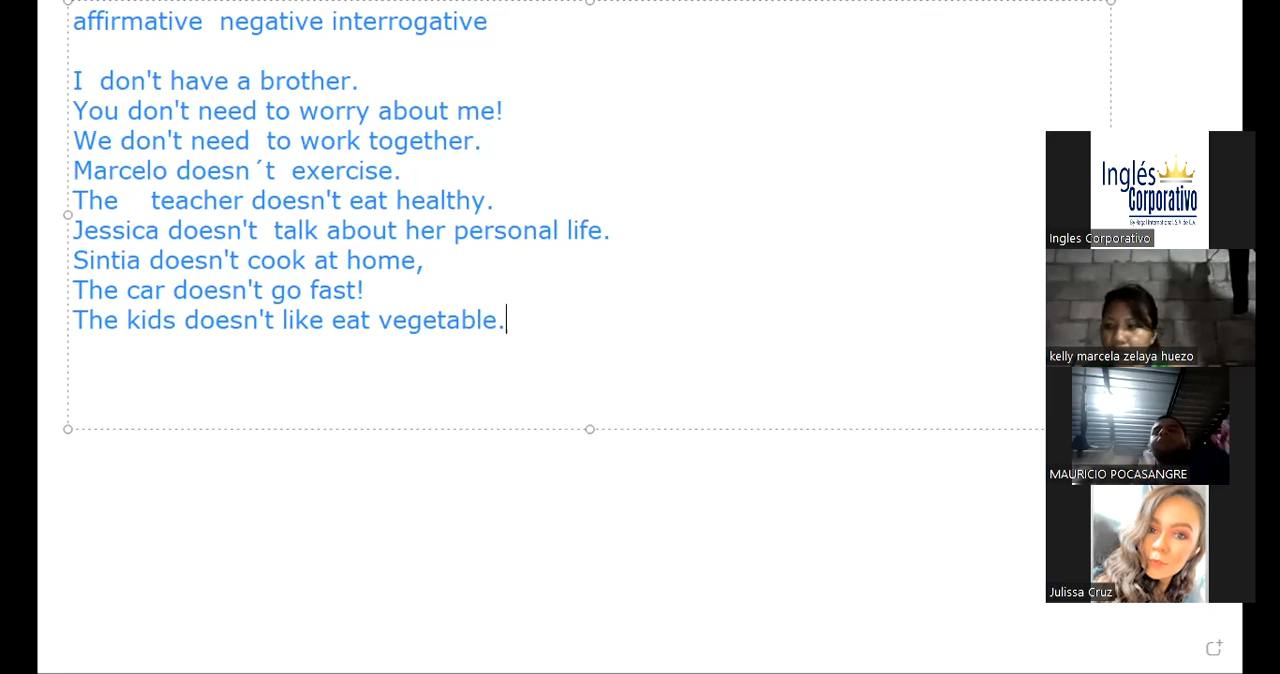 affirmative  negative interrogative
I  don't have a brother.
You don't need to worry about me!
We don't need  to work together.
Marcelo doesn´t  exercise.
The    teacher doesn't eat healthy.
Jessica doesn't  talk about her personal life.
Sintia doesn't cook at home,
The car doesn't go fast!
The kids doesn't like eat vegetable.
Inglés
Corporativo
Ingles Corporativo
kelly marcela zelaya huezo
MAURICIO POCASANGRE
Julissa Cruz